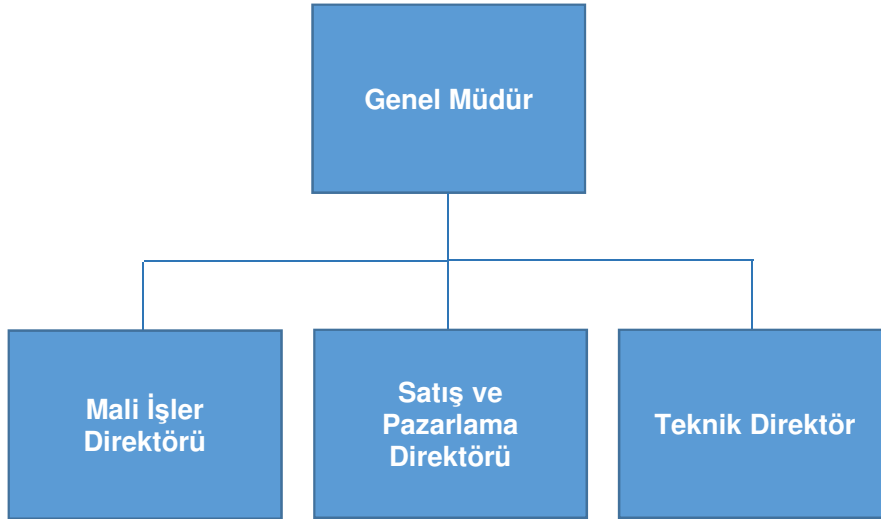 Genel Müdür
Mali İşler
Direktörü
Satış ve
Pazarlama
Direktörü
Teknik Direktör